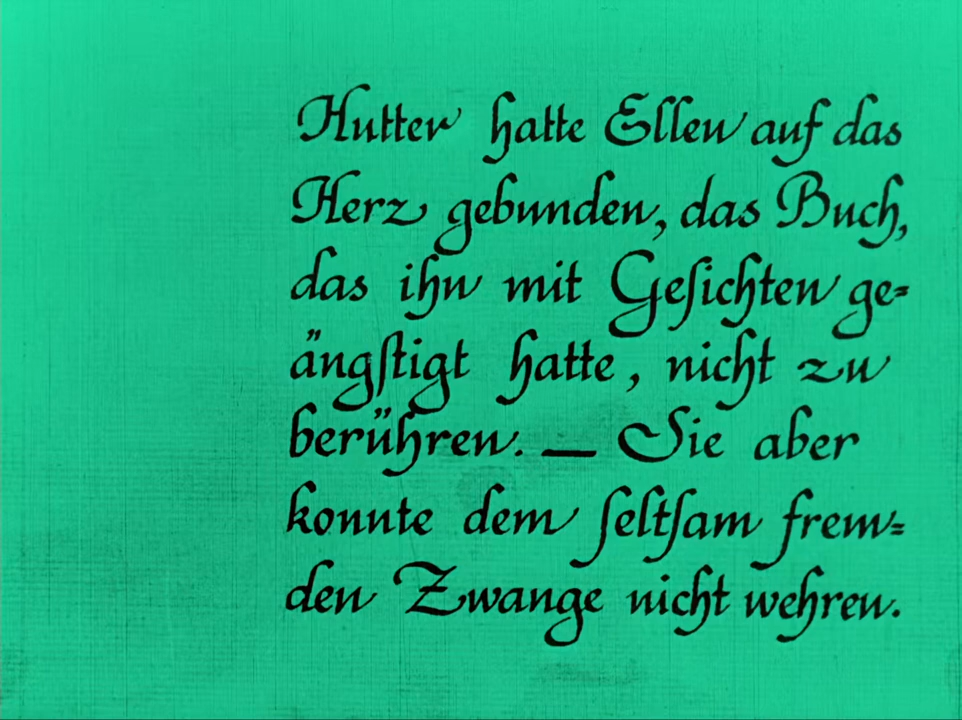 Hutter hatte Ellen auf das
Herz gebunden, das Buch,
das ihn mit Geſichten ge⸗
ängſtigt hatte, nicht zu
berühren. — Sie aber
konnte dem ſeltſam frem⸗
den Zwange nicht wehren.